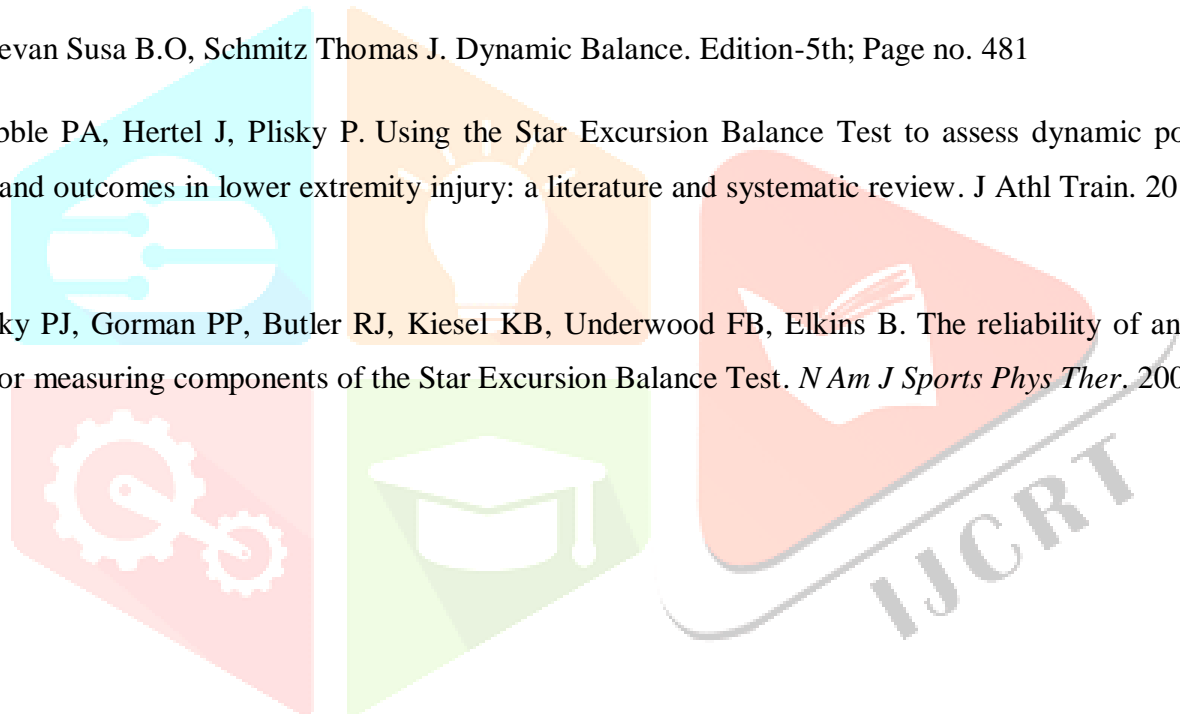 evan Susa B.O, Schmitz Thomas J. Dynamic Balance. Edition-5th; Page no. 481
bble PA, Hertel J, Plisky P. Using the Star Excursion Balance Test to assess dynamic po
and outcomes in lower extremity injury: a literature and systematic review. J Athl Train. 20
ky PJ, Gorman PP, Butler RJ, Kiesel KB, Underwood FB, Elkins B. The reliability of an
or measuring components of the Star Excursion Balance Test. N Am J Sports Phys Ther. 200
IJCRT